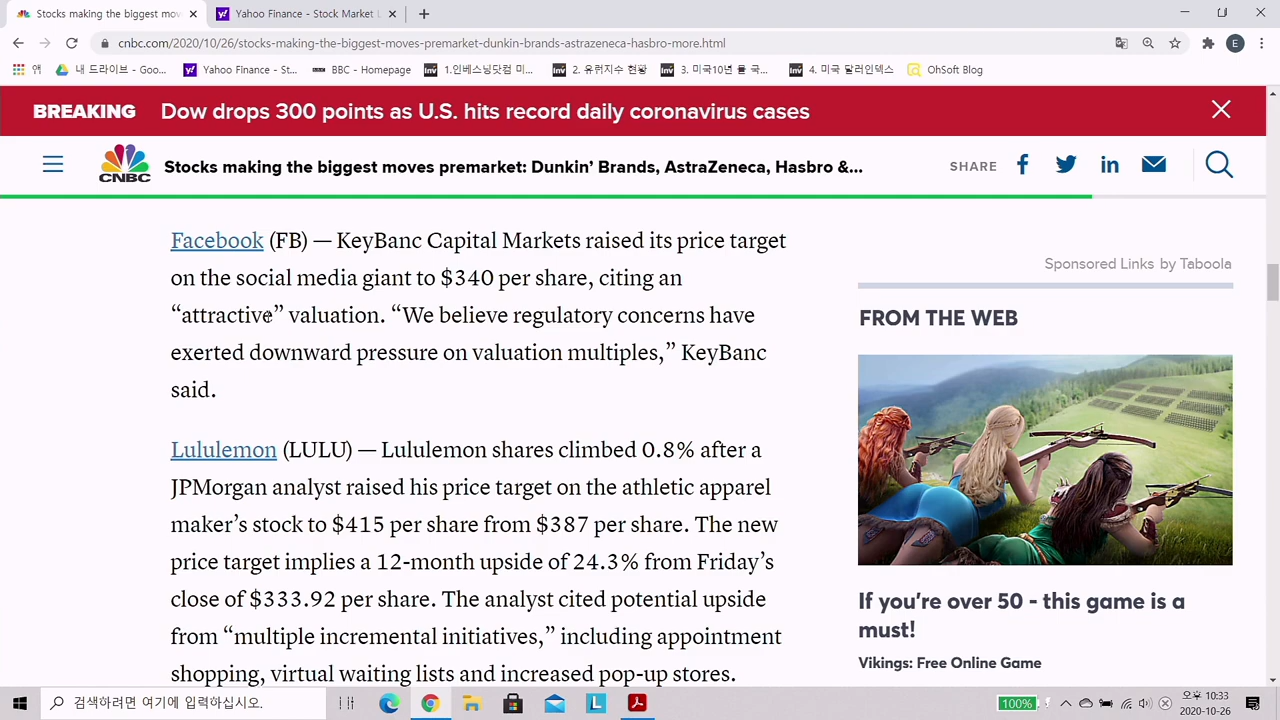 Stocks making the biggest mov
Yahoo Finance - Stock Market L
cnbc.com/2020/10/26/stocks-making-the-biggest-moves-premarket-dunkin-brands-astrazeneca-hasbro-more.html
앱
내 드라이브 - Goo...
Yahoo Finance - St...
BBC - Homepage
1.인베스닝닷컴 미...
2. 유뤕지수 현황
3. 미국10년 물 국...
4. 미국 달러인덱스
OhSoft Blog
BREAKING Dow drops 300 points as U.S. hits record daily coronavirus cases
CNBC
Stocks making the biggest moves premarket: Dunkin’ Brands, AstraZeneca, Hasbro &...
SHARE
Facebook (FB) — KeyBanc Capital Markets raised its price target
on the social media giant to $340 per share, citing an
“attractive” valuation. “We believe regulatory concerns have
exerted downward pressure on valuation multiples,” KeyBanc
said.
Lululemon (LULU) — Lululemon shares climbed 0.8% after a
JPMorgan analyst raised his price target on the athletic apparel
maker’s stock to $415 per share from $387 per share. The new
price target implies a 12-month upside of 24.3% from Friday’s
close of $333.92 per share. The analyst cited potential upside
from “multiple incremental initiatives,” including appointment
shopping, virtual waiting lists and increased pop-up stores.
Sponsored Links by Taboola
FROM THE WEB
If you’re over 50 - this game is a
must!
Vikings: Free Online Game
검색하려면 여기에 입력하십시오.
100%
오후 10:33
2020-10-26